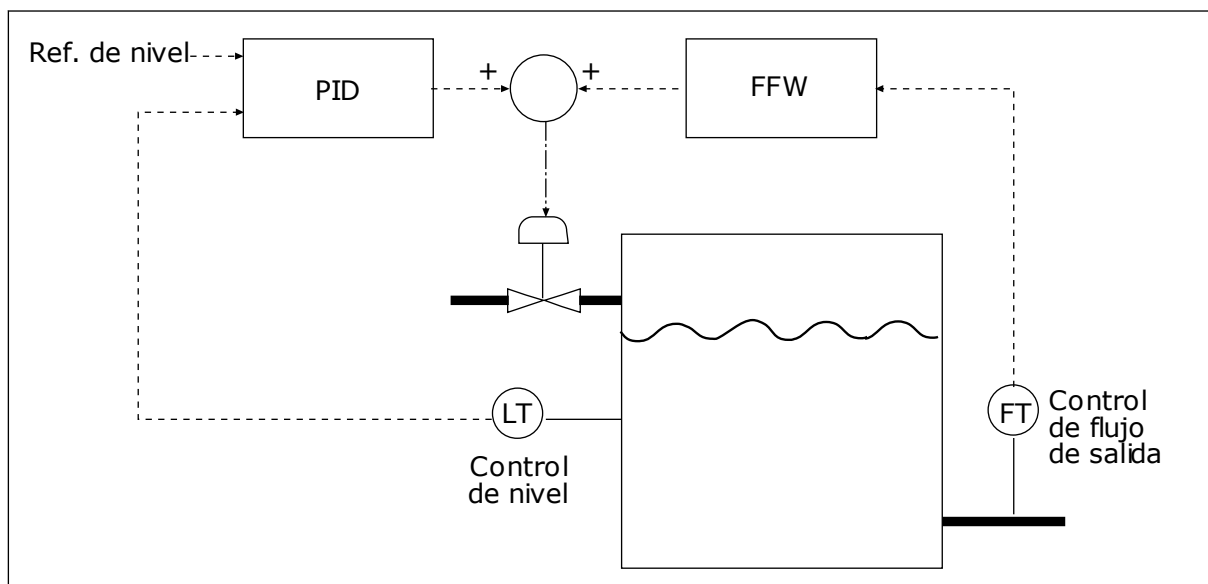 Ref. de nivel
PID
+
+
FFW
LT
Control
de nivel
FT
Control
de flujo
de salida